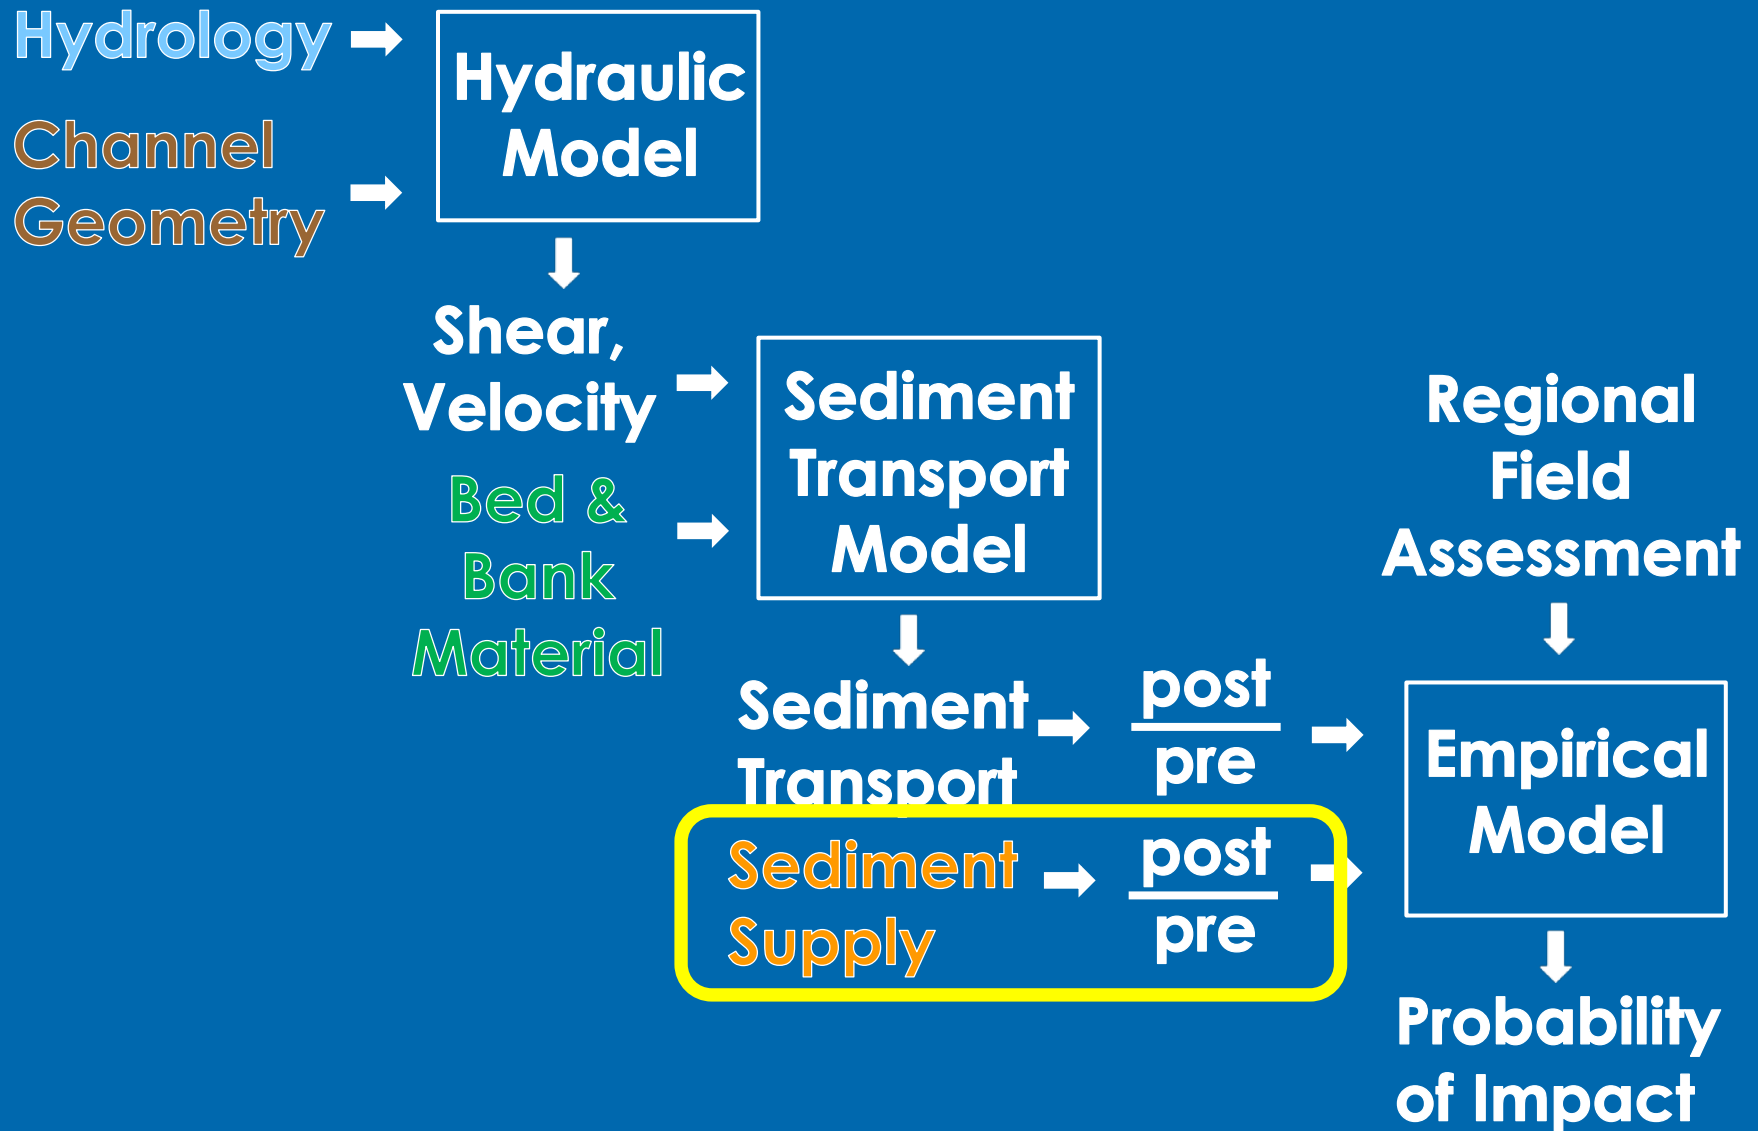 Hydrology
Channel
Geometry
Hydraulic
Model
Shear,
Velocity
Bed &
Bank
Material
Sediment
Transport
Model
Regional
Field
Assessment
Sediment
Transport
post
pre
Sediment
Supply
post
pre
Empirical
Model
Probability
of Impact